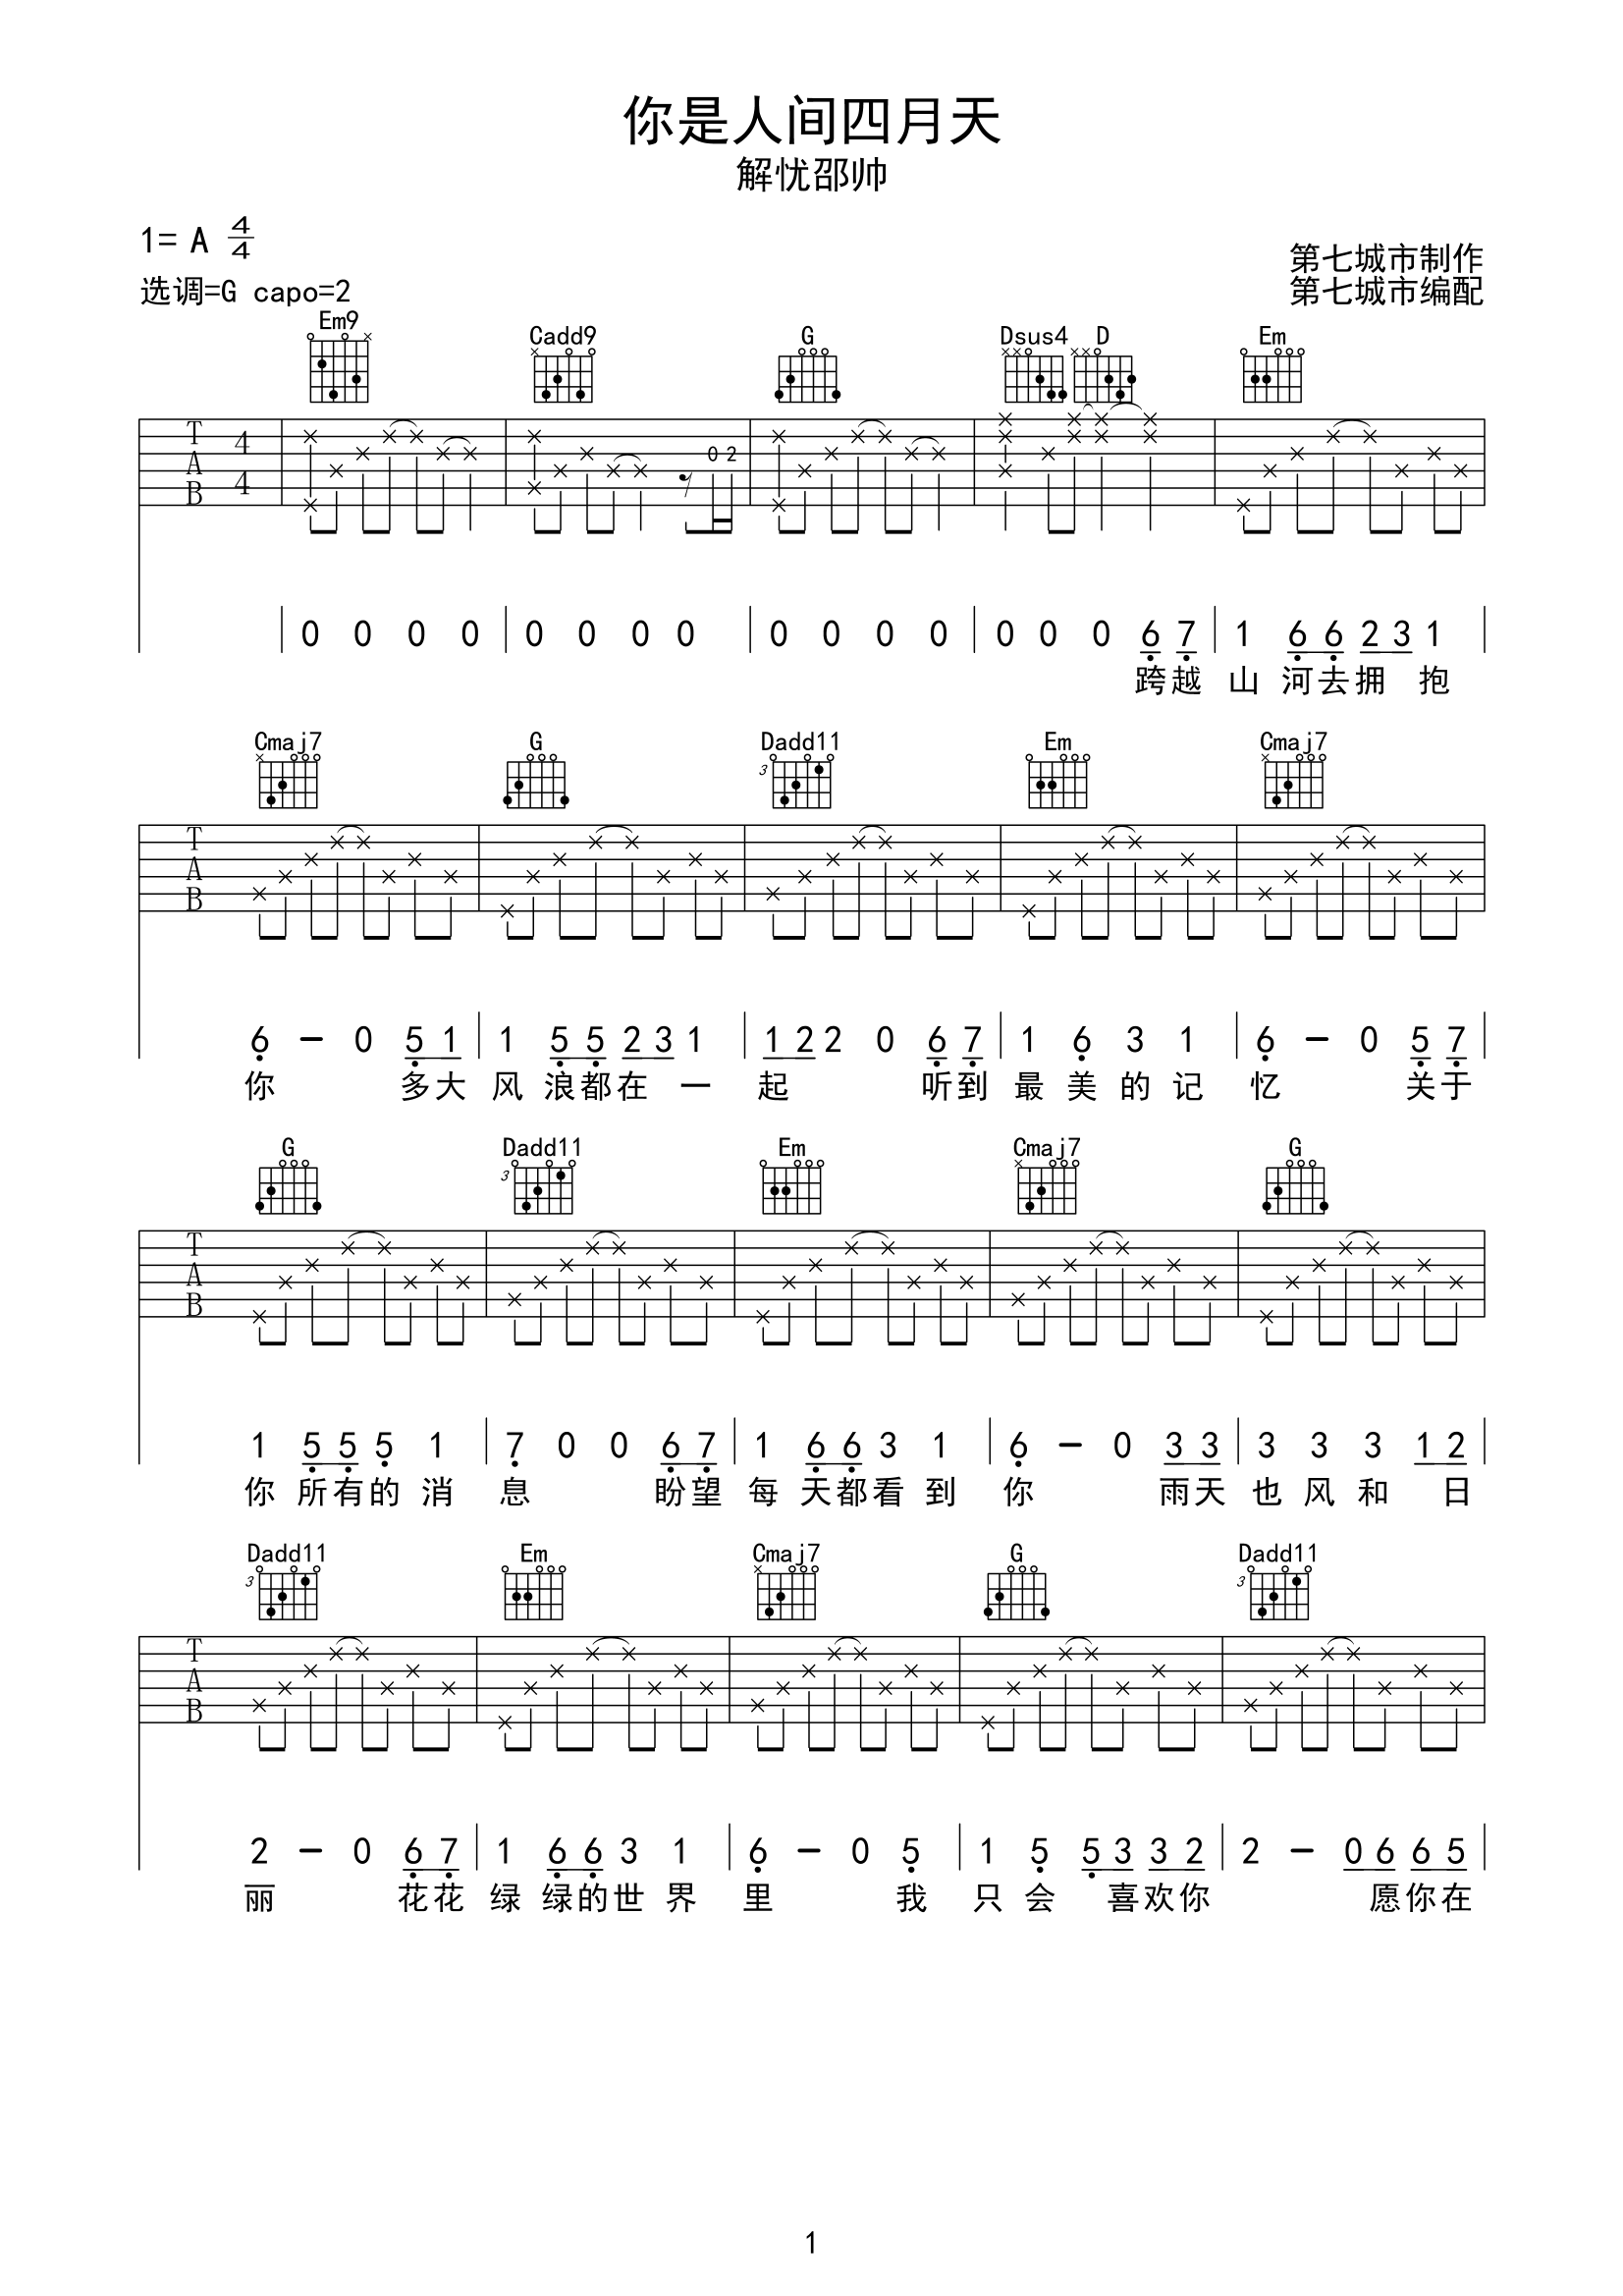 你是人间四月天
解忧邵帅
1= A 4/4
第七城市制作
选调=G capo=2
第七城市编配
Em9 Cadd9 G Dsus4 D Em
T A B 4 4 0 2
0 0 0 0 0 0 0 0 0 0 0 0 0 0 0 6 7 1 6 6 2 3 1
跨越 山 河去拥 抱
Cmaj7 G Dadd11 Em Cmaj7
3
T A B
6 - 0 5 1 1 5 5 2 3 1 1 2 2 0 6 7 1 6 3 1 6 - 0 5 7
你 多大 风 浪都在 一 起 听到 最 美 的 记 忆 关于
G Dadd11 Em Cmaj7 G
3
T A B
1 5 5 5 1 7 0 0 6 7 1 6 6 3 1 6 - 0 3 3 3 3 3 1 2
你 所有的 消 息 盼望 每 天都看 到 你 雨天 也 风 和 日
Dadd11 Em Cmaj7 G Dadd11
3 3
T A B
2 - 0 6 7 1 6 6 3 1 6 - 0 5 1 5 5 3 3 2 2 - 0 6 6 5
丽 花花 绿 绿的世 界 里 我 只 会 喜欢你 愿你在
1